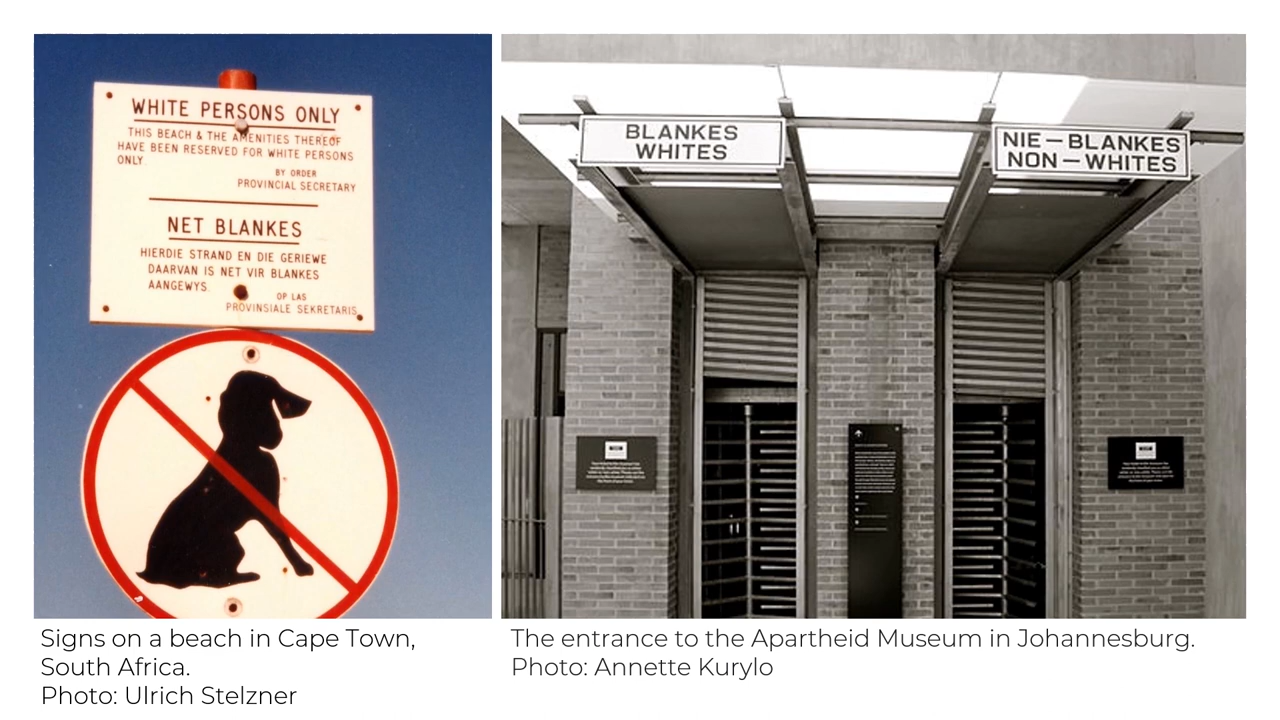 WHITE PERSONS ONLY
THIS BEACH & THE AMENITIES THEREOF
HAVE BEEN RESERVED FOR WHITE PERSONS
ONLY
BY ORDER
PROVINCIAL SECRETARY
NET BLANKES
HIERDIE STRAND EN DIE GERIEWE
DAARVAN IS NET VIR BLANKES
AANGEWYS
OP LAS
PROVINSIALE SEKRETARIS
BLANKES
WHITES
NIE – BLANKES
NON – WHITES
Signs on a beach in Cape Town,
South Africa.
Photo: Ulrich Stelzner
The entrance to the Apartheid Museum in Johannesburg.
Photo: Annette Kurylo